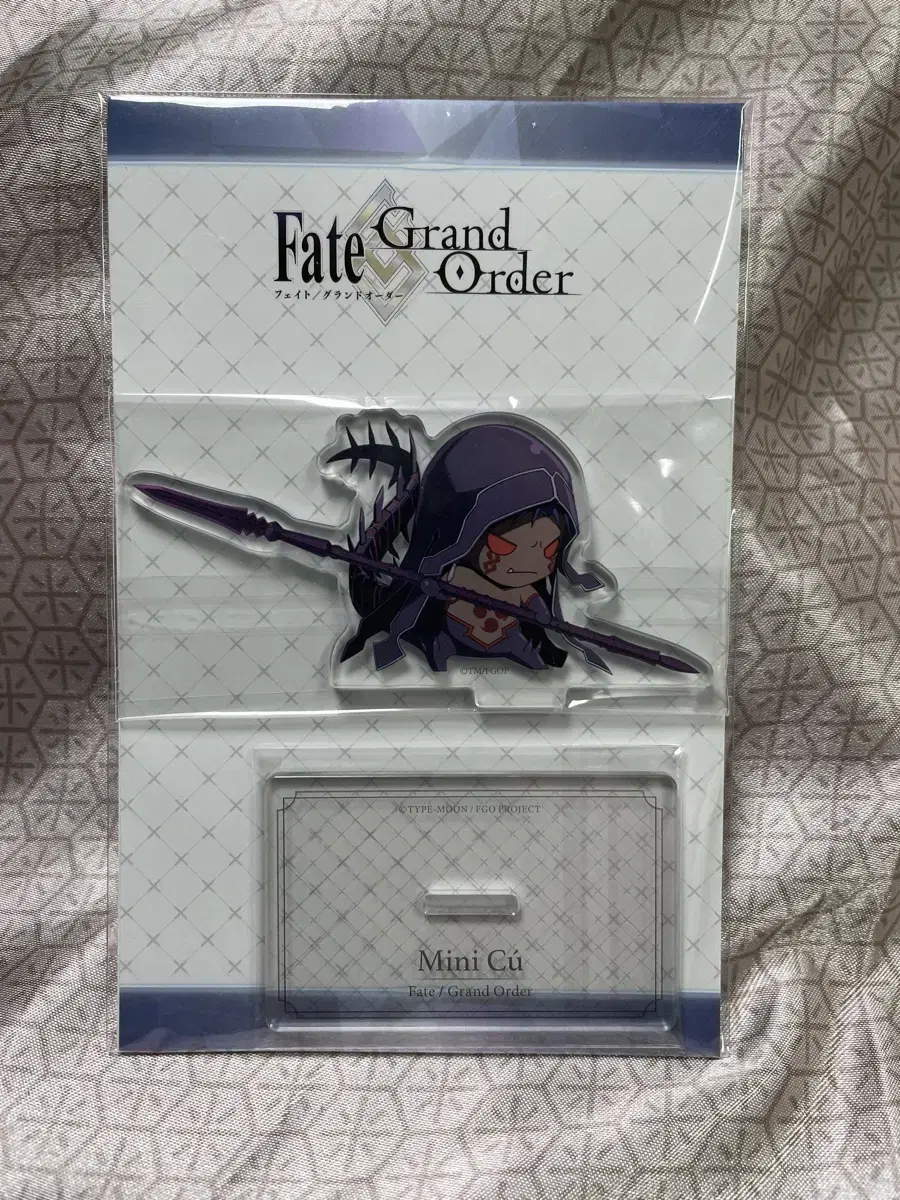 Fate Grand
Order
フェイト／グランドオーダー
©TM/FGOP
©TYPE-MOON / FGO PROJECT
Mini Cú
Fate / Grand Order